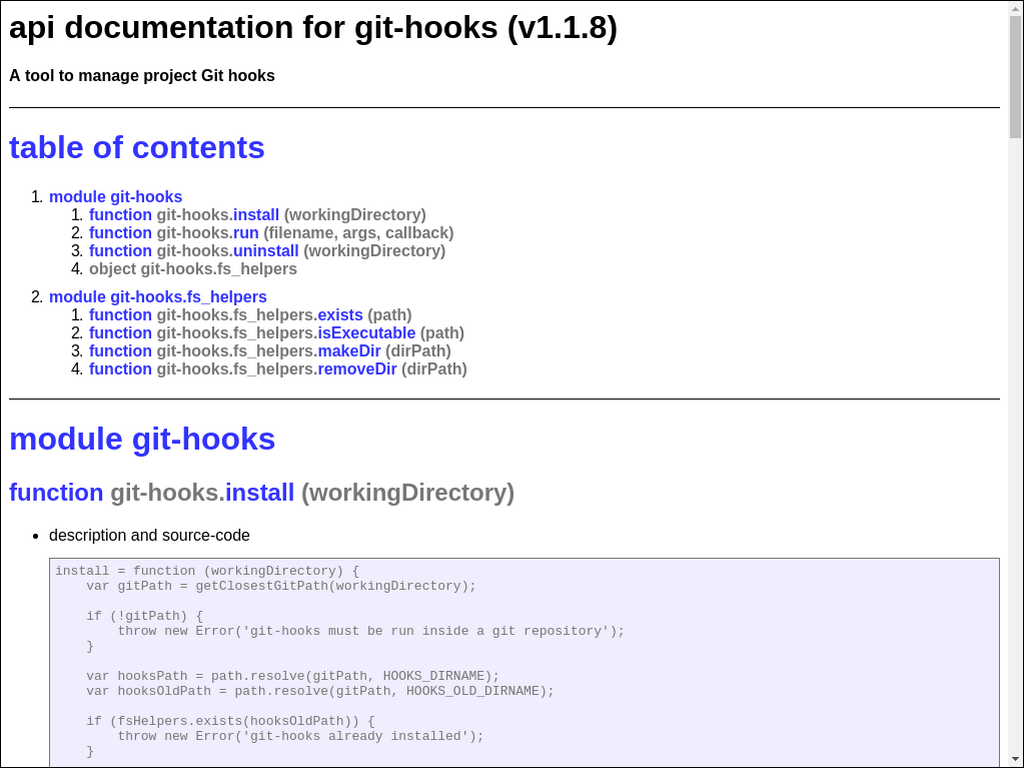 api documentation for git-hooks (v1.1.8)
A tool to manage project Git hooks
table of contents
1. module git-hooks
1. function git-hooks.install (workingDirectory)
2. function git-hooks.run (filename, args, callback)
3. function git-hooks.uninstall (workingDirectory)
4. object git-hooks.fs_helpers
2. module git-hooks.fs_helpers
1. function git-hooks.fs_helpers.exists (path)
2. function git-hooks.fs_helpers.isExecutable (path)
3. function git-hooks.fs_helpers.makeDir (dirPath)
4. function git-hooks.fs_helpers.removeDir (dirPath)
module git-hooks
function git-hooks.install (workingDirectory)
• description and source-code
install = function (workingDirectory) {
    var gitPath = getClosestGitPath(workingDirectory);
    if (!gitPath) {
        throw new Error('git-hooks must be run inside a git repository');
    }
    var hooksPath = path.resolve(gitPath, HOOKS_DIRNAME);
    var hooksOldPath = path.resolve(gitPath, HOOKS_OLD_DIRNAME);
    if (fsHelpers.exists(hooksOldPath)) {
        throw new Error('git-hooks already installed');
    }